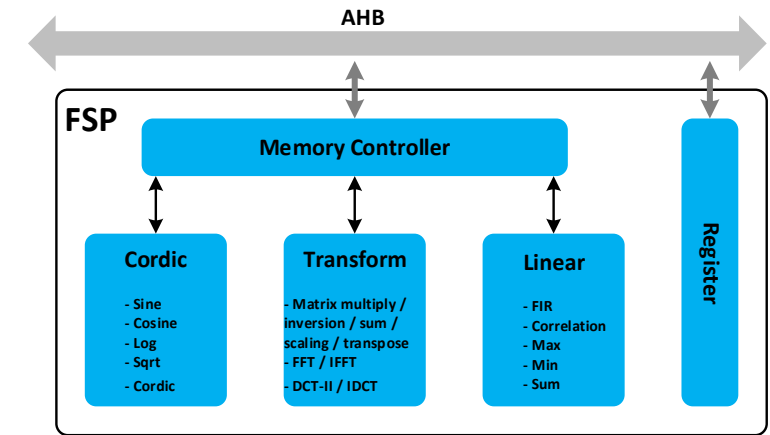 AHB
FSP
Memory Controller
Cordic
- Sine
- Cosine
- Log
- Sqrt
- Cordic
Transform
- Matrix multiply /
inversion / sum /
scaling / transpose
- FFT / IFFT
- DCT-II / IDCT
Linear
- FIR
- Correlation
- Max
- Min
- Sum
Register